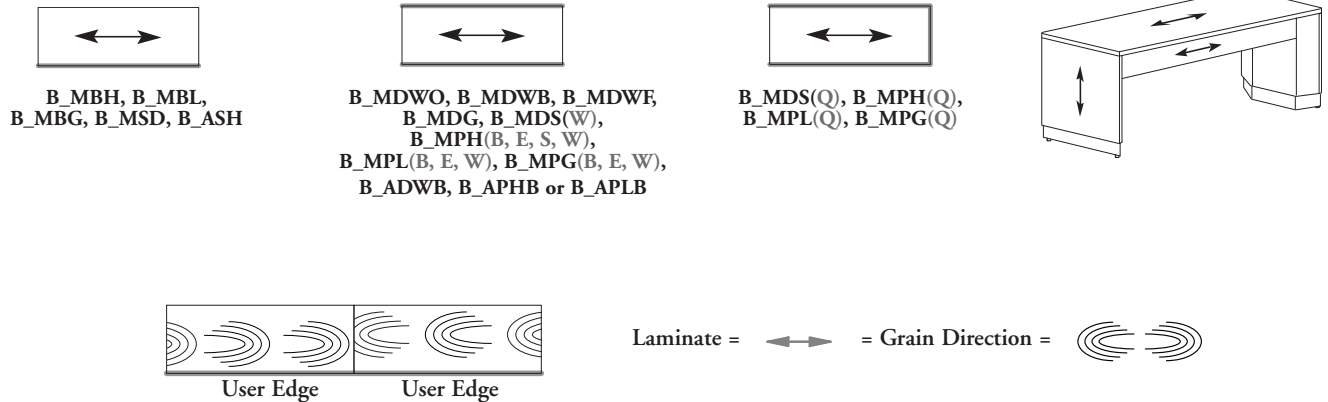 B_MBH, B_MBL,
B_MBG, B_MSD, B_ASH
B_MDWO, B_MDWB, B_MDWF,
B_MDG, B_MDS(W),
B_MPH(B, E, S, W),
B_MPL(B, E, W), B_MPG(B, E, W),
B_ADWB, B_APHB or B_APLB
B_MDS(Q), B_MPH(Q),
B_MPL(Q), B_MPG(Q)
User Edge
User Edge
Laminate = = Grain Direction =